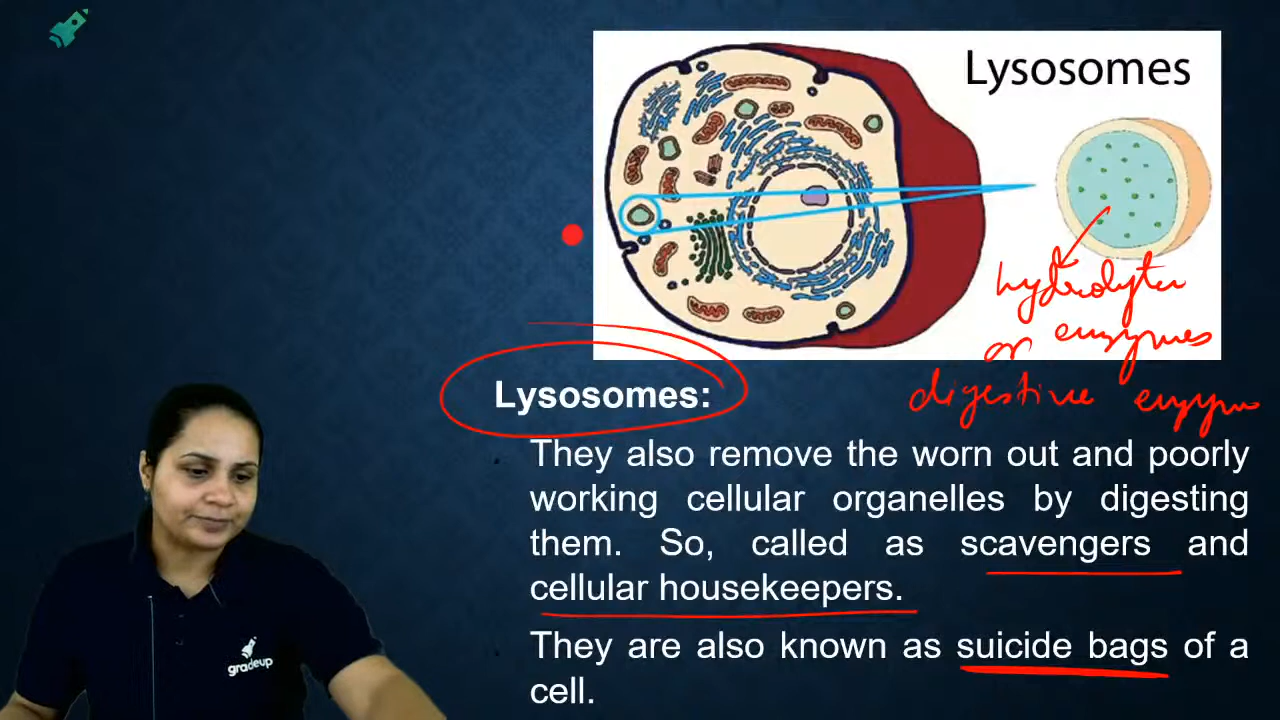 Lysosomes
hydrolytic
or enzymes
digestive enzyme
Lysosomes:
They also remove the worn out and poorly
working cellular organelles by digesting
them. So, called as scavengers and
cellular housekeepers.
They are also known as suicide bags of a
cell.
gradeup